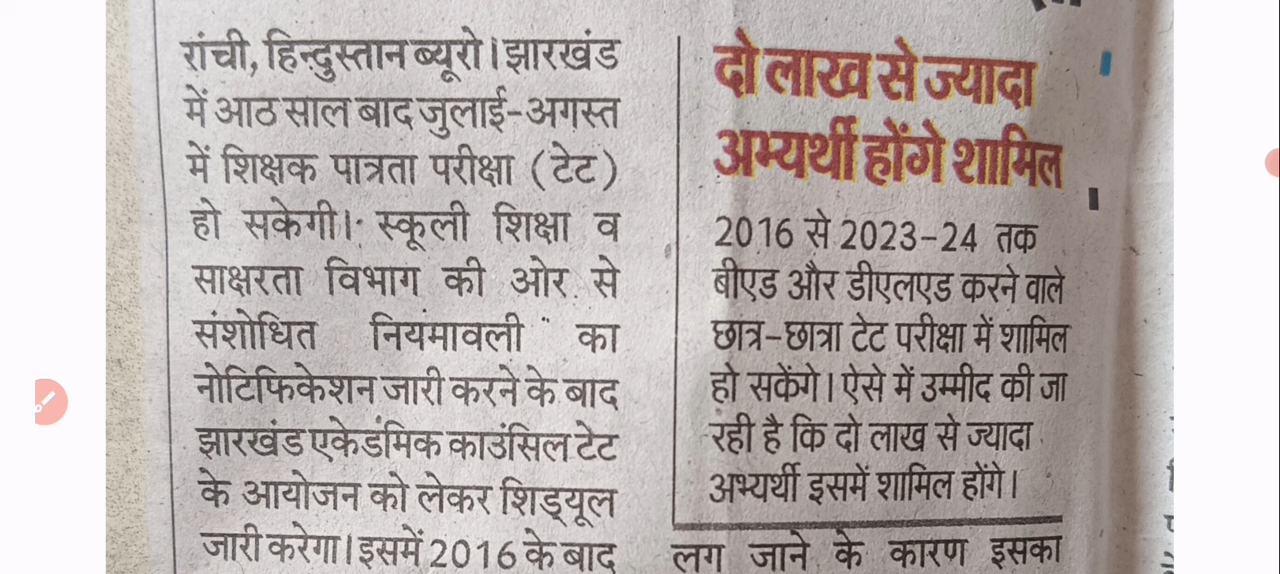 रांची, हिन्दुस्तान ब्यूरो। झारखंड
में आठ साल बाद जुलाई-अगस्त
में शिक्षक पात्रता परीक्षा (टेट)
हो सकेगी। स्कूली शिक्षा व
साक्षरता विभाग की ओर से
संशोधित नियमावली का
नोटिफिकेशन जारी करने के बाद
झारखंड एकेडमिक काउंसिल टेट
के आयोजन को लेकर शिड्यूल
जारी करेगा। इसमें 2016 के बाद
दो लाख से ज्यादा
अभ्यर्थी होंगे शामिल
2016 से 2023-24 तक
बीएड और डीएलएड करने वाले
छात्र-छात्रा टेट परीक्षा में शामिल
हो सकेंगे। ऐसे में उम्मीद की जा
रही है कि दो लाख से ज्यादा
अभ्यर्थी इसमें शामिल होंगे।
लग जाने के कारण इसका